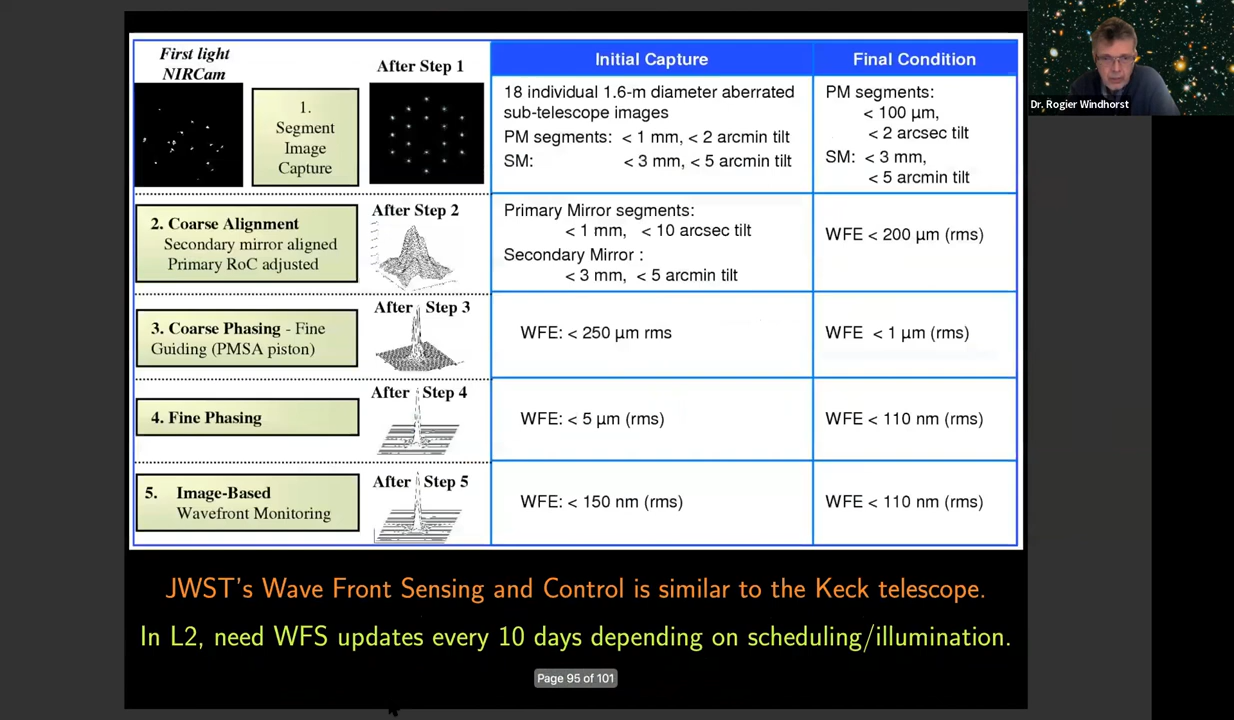 First light
NIRCam
After Step 1
Initial Capture
Final Condition
1.
Segment
Image
Capture
18 individual 1.6-m diameter aberrated
sub-telescope images
PM segments: < 1 mm, < 2 arcmin tilt
SM: < 3 mm, < 5 arcmin tilt
PM segments:
< 100 µm,
< 2 arcsec tilt
SM: < 3 mm,
< 5 arcmin tilt
2. Coarse Alignment
Secondary mirror aligned
Primary RoC adjusted
After Step 2
Primary Mirror segments:
< 1 mm, < 10 arcsec tilt
Secondary Mirror :
< 3 mm, < 5 arcmin tilt
WFE < 200 µm (rms)
3. Coarse Phasing - Fine
Guiding (PMSA piston)
After Step 3
WFE: < 250 µm rms
WFE < 1 µm (rms)
4. Fine Phasing
After Step 4
WFE: < 5 µm (rms)
WFE < 110 nm (rms)
5. Image-Based
Wavefront Monitoring
After Step 5
WFE: < 150 nm (rms)
WFE < 110 nm (rms)
JWST's Wave Front Sensing and Control is similar to the Keck telescope.
In L2, need WFS updates every 10 days depending on scheduling/illumination.
Page 95 of 101
Dr. Rogier Windhorst